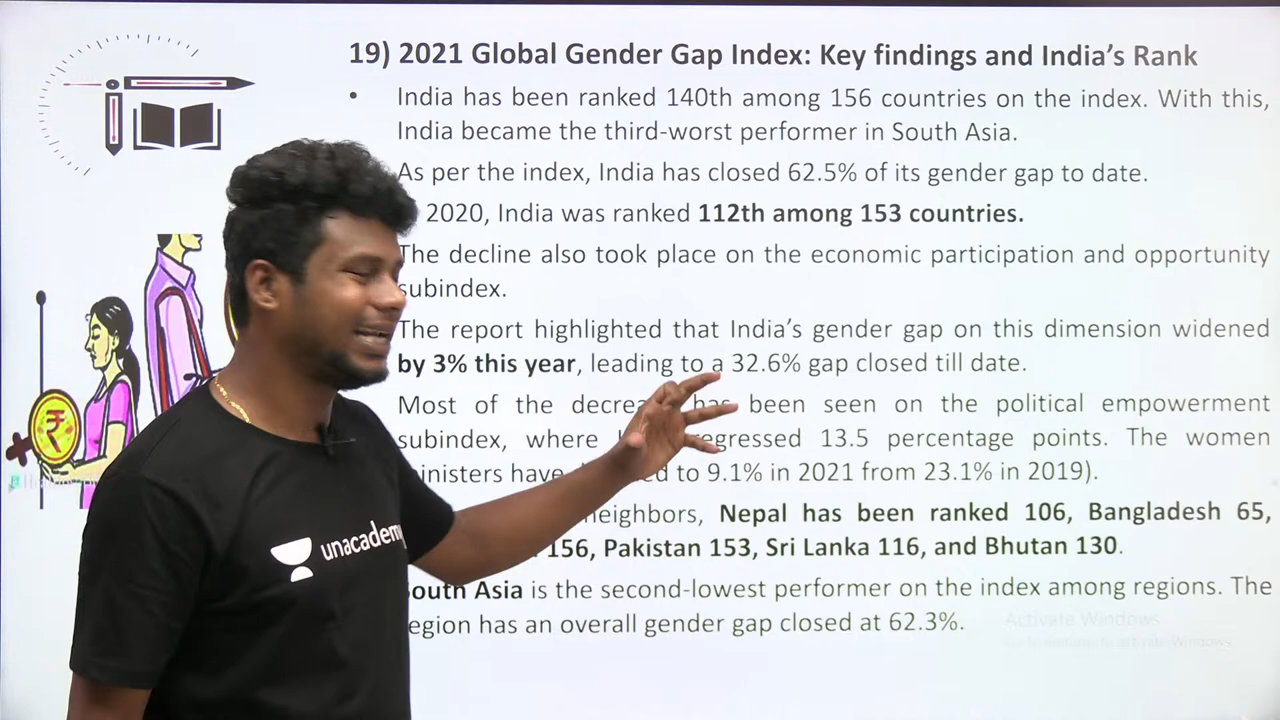 19) 2021 Global Gender Gap Index: Key findings and India's Rank
• India has been ranked 140th among 156 countries on the index. With this,
India became the third-worst performer in South Asia.
As per the index, India has closed 62.5% of its gender gap to date.
2020, India was ranked 112th among 153 countries.
The decline also took place on the economic participation and opportunity
subindex.
The report highlighted that India's gender gap on this dimension widened
by 3% this year, leading to a 32.6% gap closed till date.
Most of the has been seen on the political empowerment
subindex, where regressed 13.5 percentage points. The women
ministers have to 9.1% in 2021 from 23.1% in 2019).
neighbors, Nepal has been ranked 106, Bangladesh 65,
156, Pakistan 153, Sri Lanka 116, and Bhutan 130.
South Asia is the second-lowest performer on the index among regions. The
region has an overall gender gap closed at 62.3%.
₹
unacademy
Activate Windows